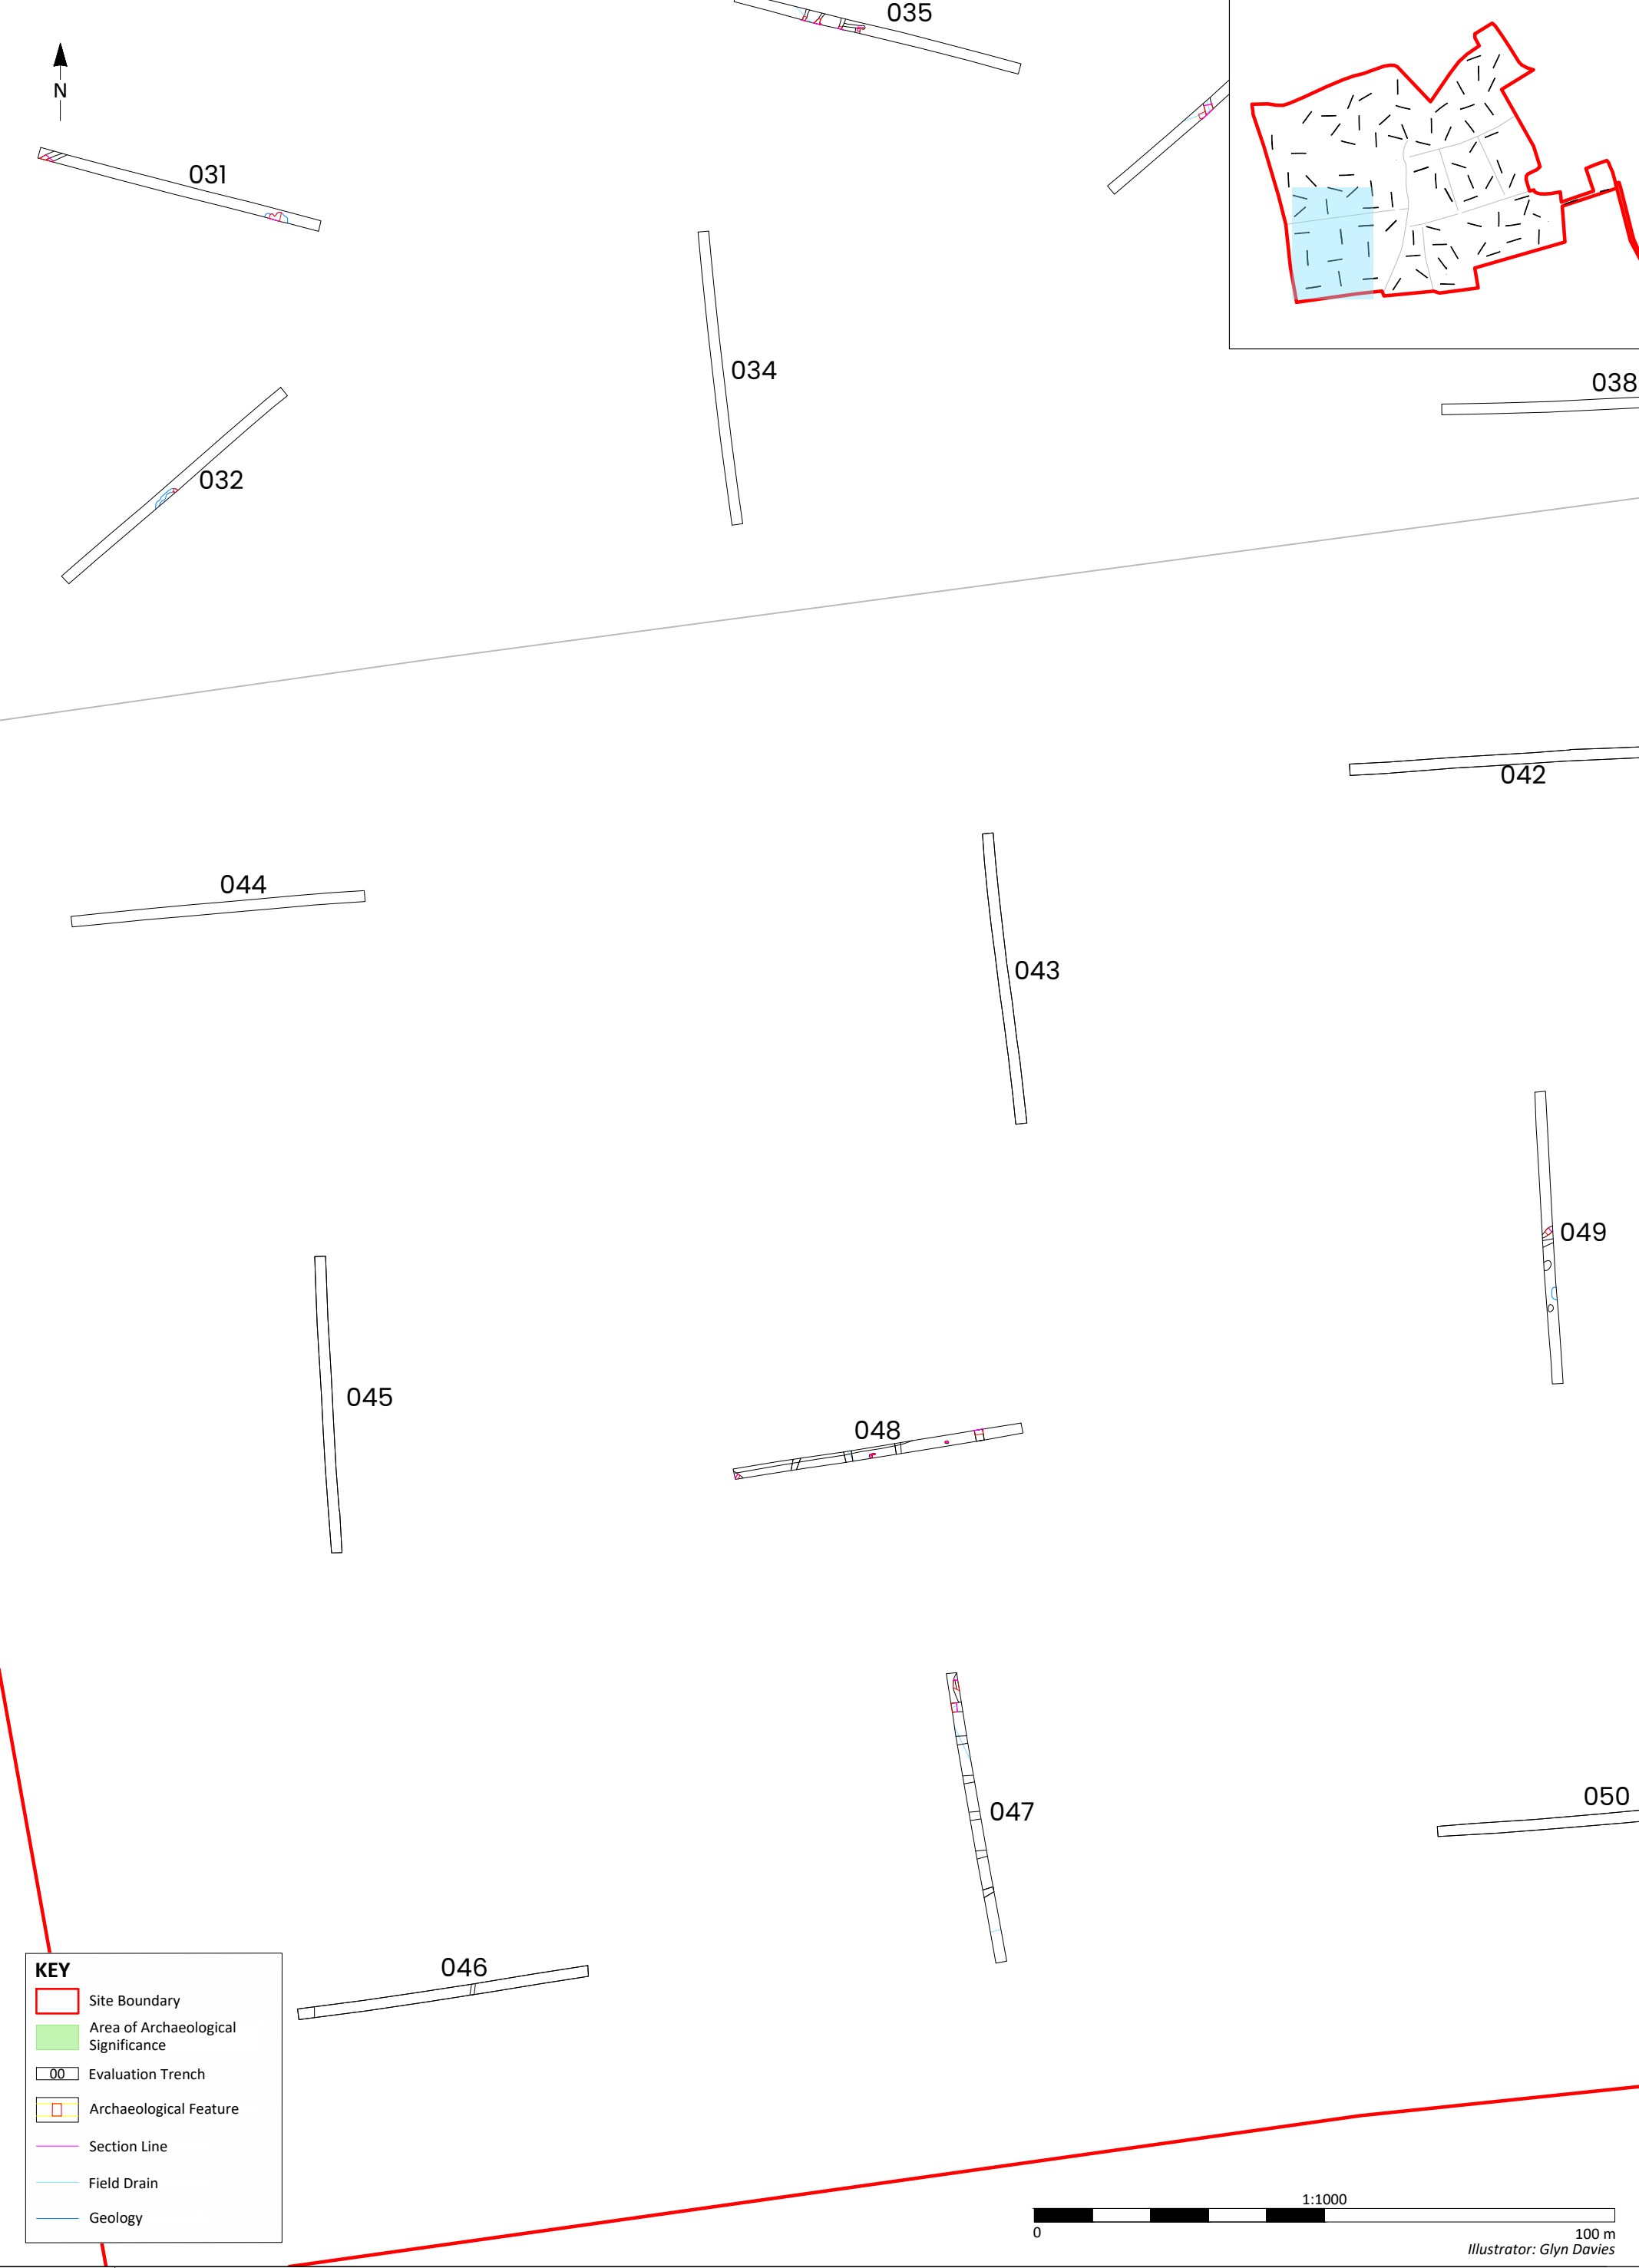 035
N
031
034
038
032
042
044
043
049
045
048
047
050
046
KEY
Site Boundary
Area of Archaeological
Significance
00 Evaluation Trench
Archaeological Feature
Section Line
Field Drain
Geology
1:1000
0 100 m
Illustrator: Glyn Davies